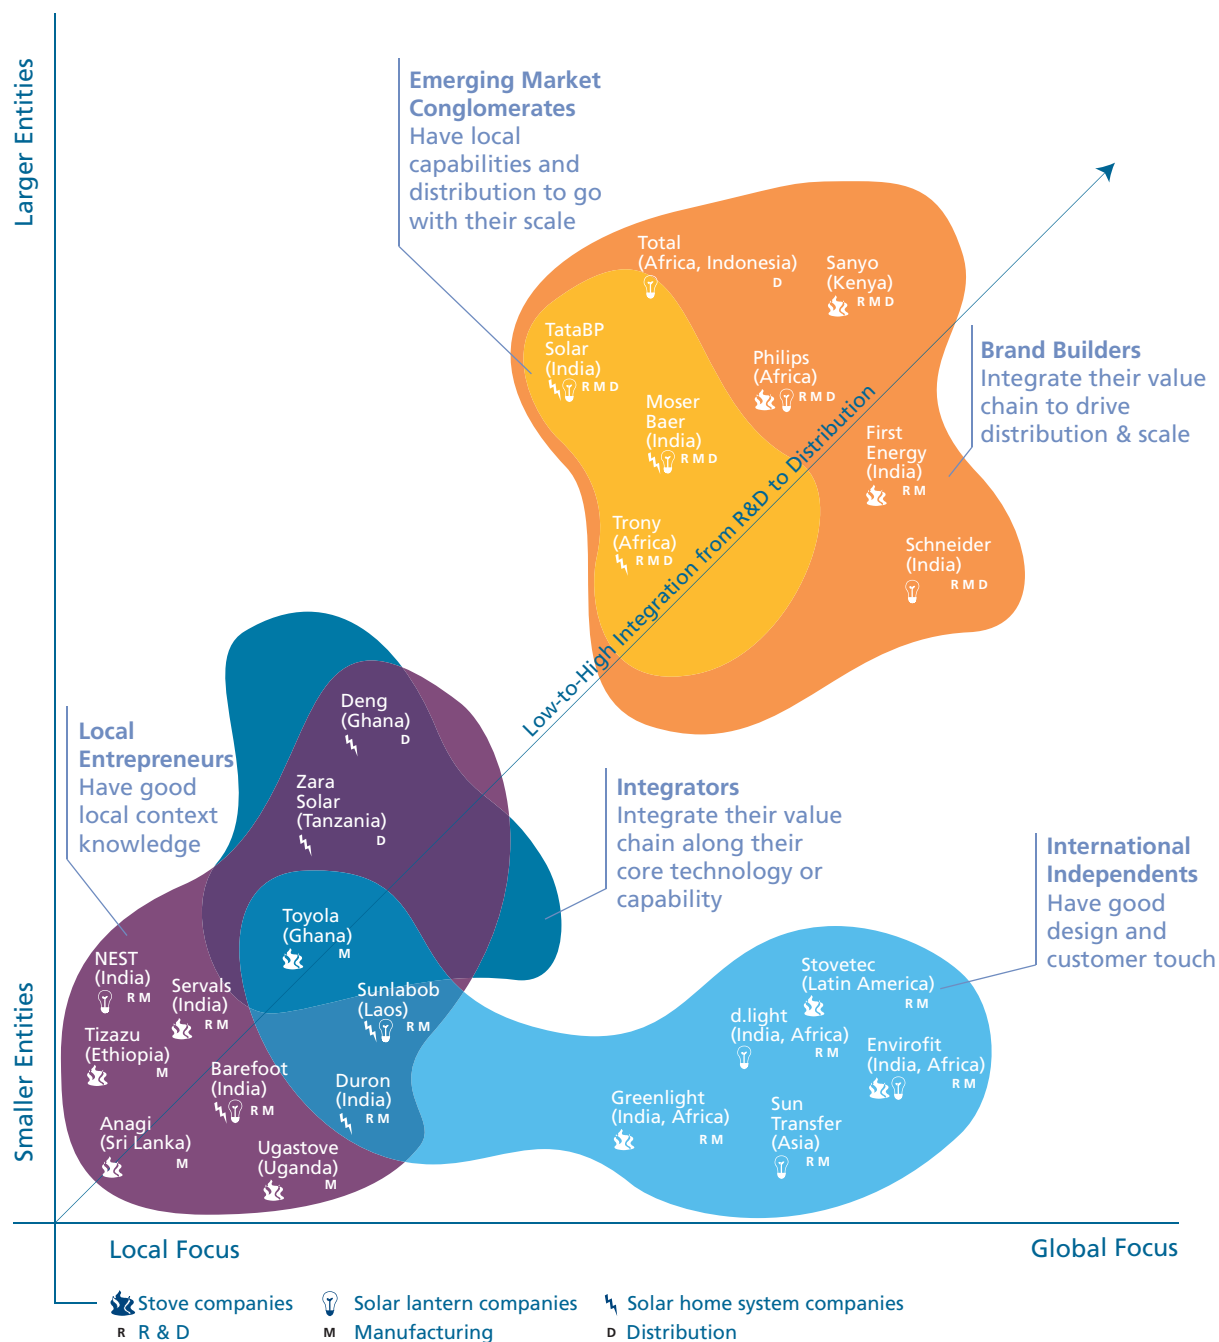 Larger Entities
Smaller Entities
Emerging Market
Conglomerates
Have local
capabilities and
distribution to go
with their scale
Total
(Africa, Indonesia)
D
Sanyo
(Kenya)
R M D
TataBP
Solar
(India)
R M D
Philips
(Africa)
R M D
Moser
Baer
(India)
R M D
Brand Builders
Integrate their value
chain to drive
distribution & scale
First
Energy
(India)
R M
Trony
(Africa)
R M D
Schneider
(India)
R M D
Low-to-High Integration from R&D to Distribution
Local
Entrepreneurs
Have good
local context
knowledge
Deng
(Ghana)
D
Zara
Solar
(Tanzania)
D
Integrators
Integrate their value
chain along their
core technology or
capability
International
Independents
Have good
design and
customer touch
Toyola
(Ghana)
M
NEST
(India)
R M
Servals
(India)
R M
Sunlabob
(Laos)
R M
Tizazu
(Ethiopia)
M
Barefoot
(India)
R M
Duron
(India)
R M
Anagi
(Sri Lanka)
M
Ugastove
(Uganda)
M
Stovetec
(Latin America)
R M
d.light
(India, Africa)
R M
Envirofit
(India, Africa)
R M
Greenlight
(India, Africa)
R M
Sun
Transfer
(Asia)
R M
Local Focus
Global Focus
Stove companies
Solar lantern companies
Solar home system companies
R R & D
M Manufacturing
D Distribution